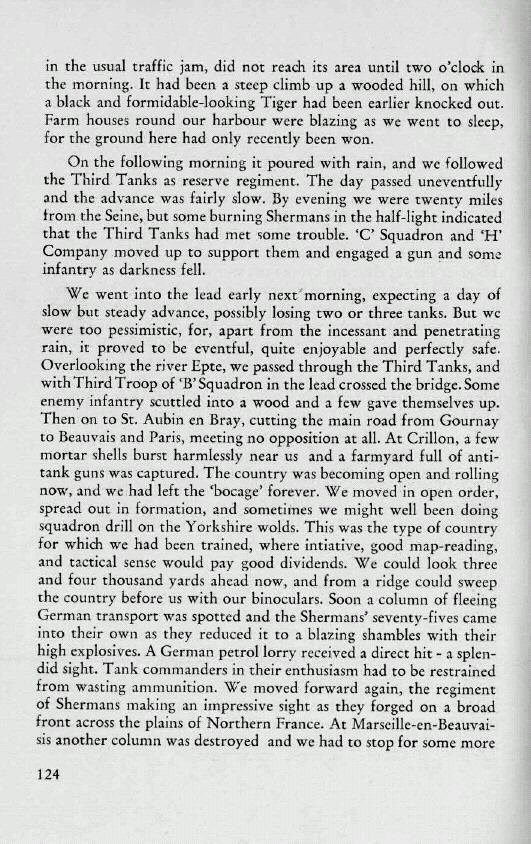 in the usual traffic jam, did not reach its area until two o'clock in
the morning. It had been a steep climb up a wooded hill, on which
a black and formidable-looking Tiger had been earlier knocked out.
Farm houses round our harbour were blazing as we went to sleep,
for the ground here had only recently been won.
On the following morning it poured with rain, and we followed
the Third Tanks as reserve regiment. The day passed uneventfully
and the advance was fairly slow. By evening we were twenty miles
from the Seine, but some burning Shermans in the half-light indicated
that the Third Tanks had met some trouble. 'C' Squadron and 'H'
Company moved up to support them and engaged a gun and some
infantry as darkness fell.
We went into the lead early next morning, expecting a day of
slow but steady advance, possibly losing two or three tanks. But we
were too pessimistic, for, apart from the incessant and penetrating
rain, it proved to be eventful, quite enjoyable and perfectly safe.
Overlooking the river Epte, we passed through the Third Tanks, and
with Third Troop of 'B' Squadron in the lead crossed the bridge. Some
enemy infantry scuttled into a wood and a few gave themselves up.
Then on to St. Aubin en Bray, cutting the main road from Gournay
to Beauvais and Paris, meeting no opposition at all. At Crillon, a few
mortar shells burst harmlessly near us and a farmyard full of anti-
tank guns was captured. The country was becoming open and rolling
now, and we had left the 'bocage' forever. We moved in open order,
spread out in formation, and sometimes we might well been doing
squadron drill on the Yorkshire wolds. This was the type of country
for which we had been trained, where intiative, good map-reading,
and tactical sense would pay good dividends. We could look three
and four thousand yards ahead now, and from a ridge could sweep
the country before us with our binoculars. Soon a column of fleeing
German transport was spotted and the Shermans' seventy-fives came
into their own as they reduced it to a blazing shambles with their
high explosives. A German petrol lorry received a direct hit - a splen-
did sight. Tank commanders in their enthusiasm had to be restrained
from wasting ammunition. We moved forward again, the regiment
of Shermans making an impressive sight as they forged on a broad
front across the plains of Northern France. At Marseille-en-Beauvai-
sis another column was destroyed and we had to stop for some more
124